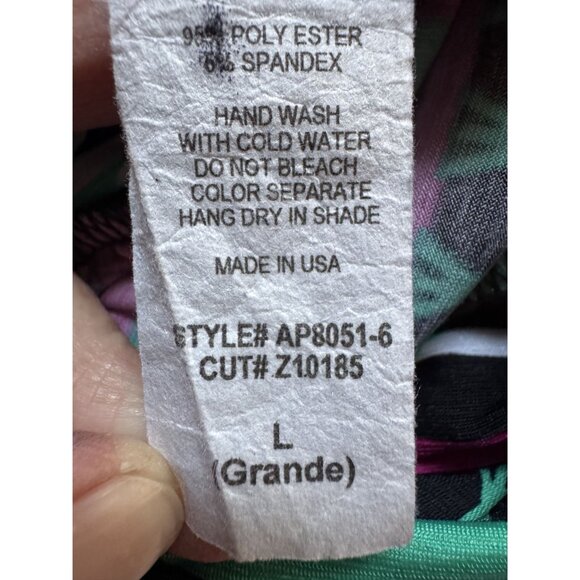 95% POLY ESTER
5% SPANDEX
HAND WASH
WITH COLD WATER
DO NOT BLEACH
COLOR SEPARATE
HANG DRY IN SHADE
MADE IN USA
STYLE# AP8051-6
CUT# Z10185
L
(Grande)